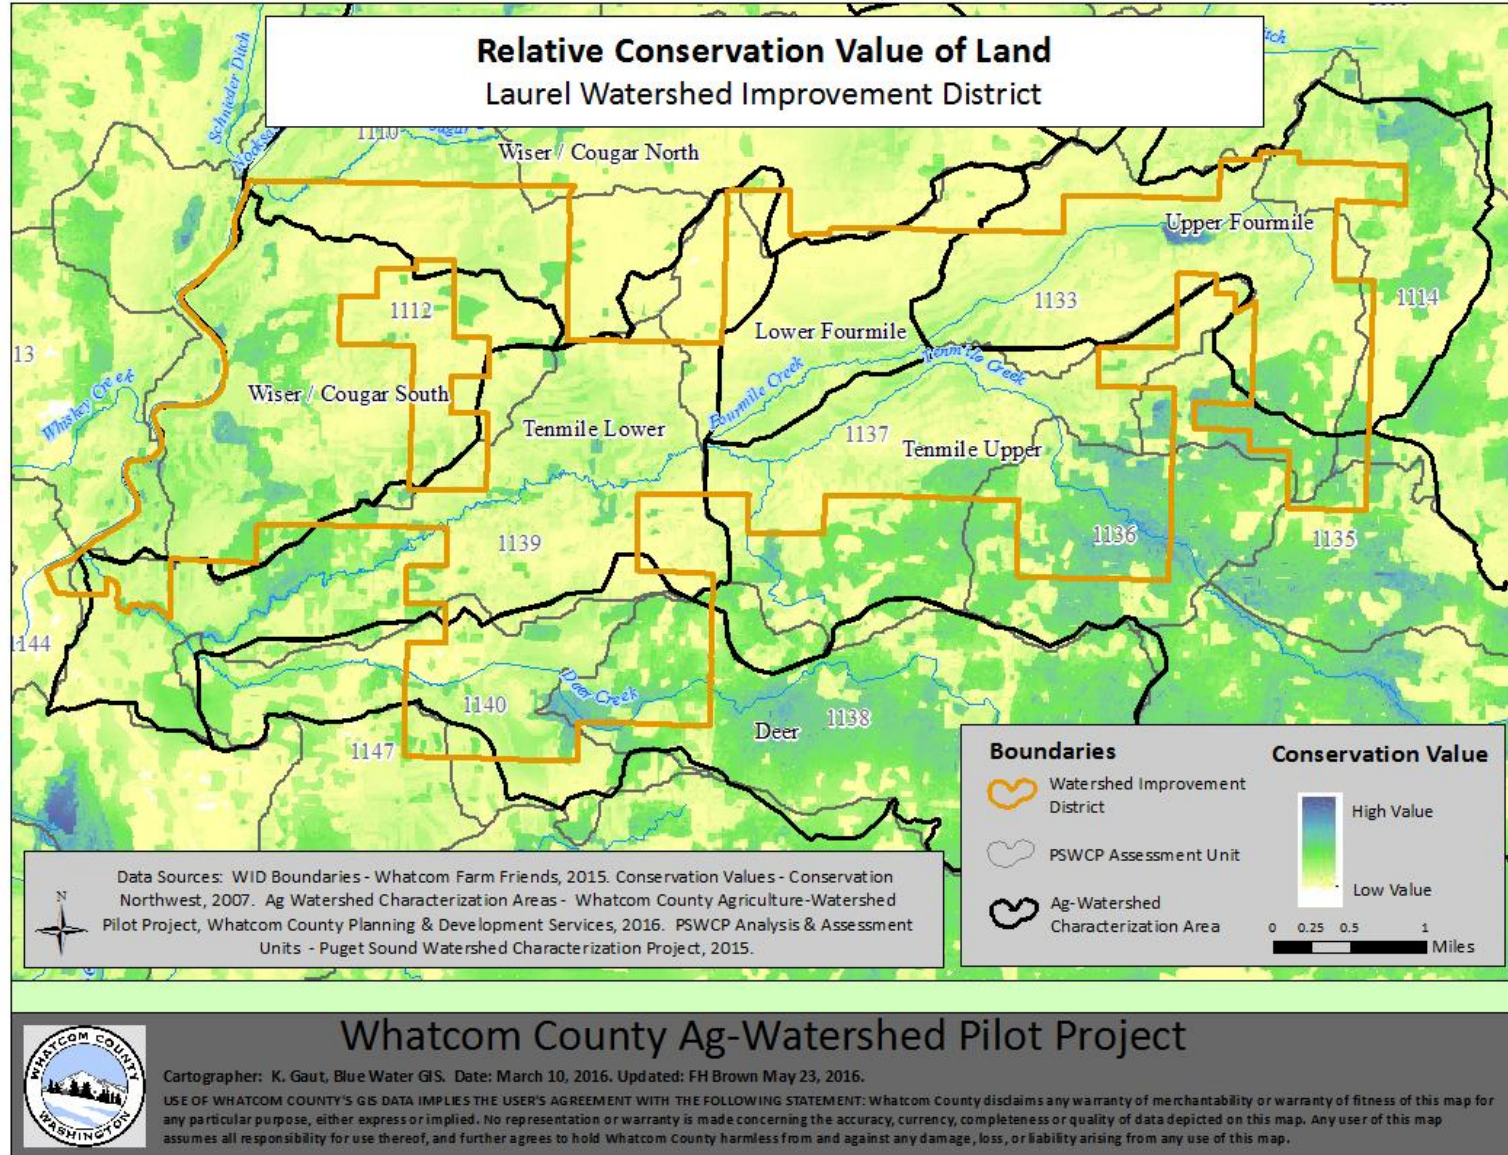 Relative Conservation Value of Land
Laurel Watershed Improvement District
Schnieder Ditch
1110
Wiser / Cougar North
Upper Fourmile
1133
1114
1112
Lower Fourmile
13
Tenmile Creek
Fourmile Creek
Whiskey Creek
Wiser / Cougar South
Tenmile Lower
1137
Tenmile Upper
1139
1136
1135
1144
Deer Creek
1140
1138
Deer
1147
Boundaries
Watershed Improvement
District
PSWCP Assessment Unit
Ag-Watershed
Characterization Area
Conservation Value
High Value
Low Value
0 0.25 0.5 1
Miles
N
Data Sources: WID Boundaries - Whatcom Farm Friends, 2015. Conservation Values - Conservation
Northwest, 2007. Ag Watershed Characterization Areas - Whatcom County Agriculture-Watershed
Pilot Project, Whatcom County Planning & Development Services, 2016. PSWCP Analysis & Assessment
Units - Puget Sound Watershed Characterization Project, 2015.
Whatcom County Ag-Watershed Pilot Project
WHATCOM COUNTY
WASHINGTON
Cartographer: K. Gaut, Blue Water GIS. Date: March 10, 2016. Updated: FH Brown May 23, 2016.
USE OF WHATCOM COUNTY'S GIS DATA IMPLIES THE USER'S AGREEMENT WITH THE FOLLOWING STATEMENT: Whatcom County disclaims any warranty of merchantability or warranty of fitness of this map for
any particular purpose, either express or implied. No representation or warranty is made concerning the accuracy, currency, completeness or quality of data depicted on this map. Any user of this map
assumes all responsibility for use thereof, and further agrees to hold Whatcom County harmless from and against any damage, loss, or liability arising from any use of this map.